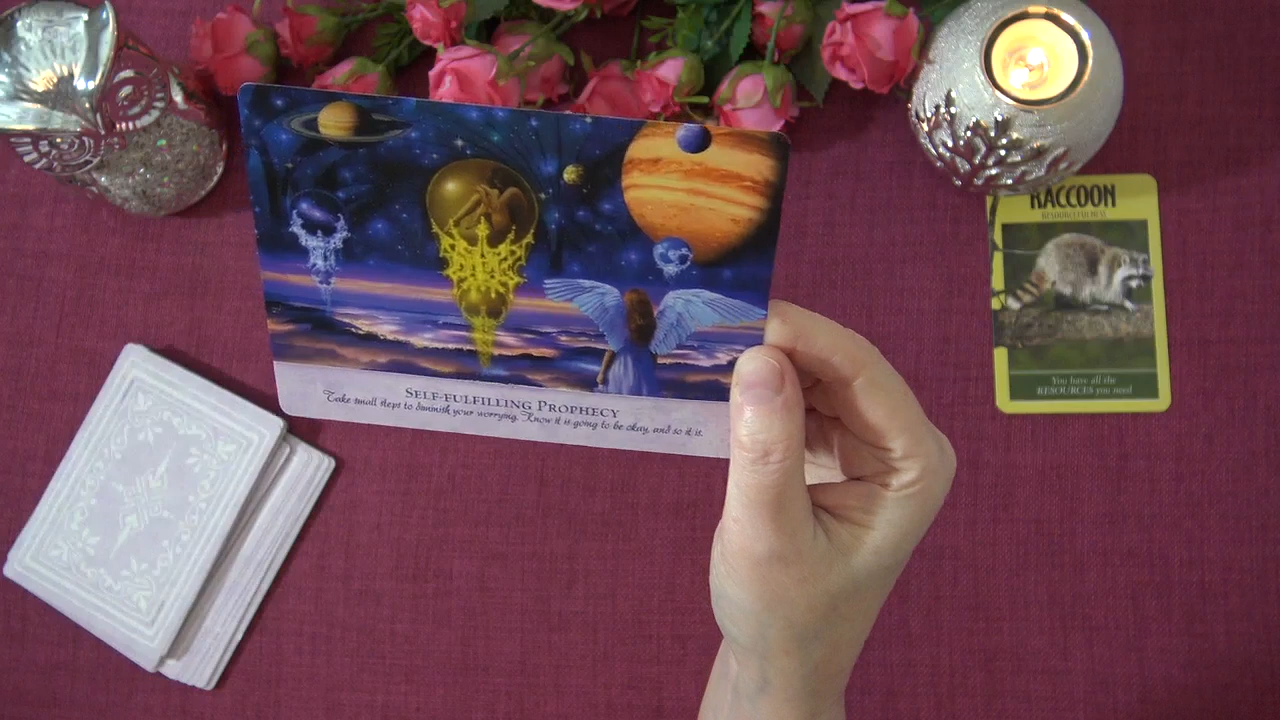 SELF-FULFILLING PROPHECY
Take small steps to diminish your worrying. Know it is going to be okay, and so it is.
RACCOON
RESOURCEFULNESS
You have all the
RESOURCES you need